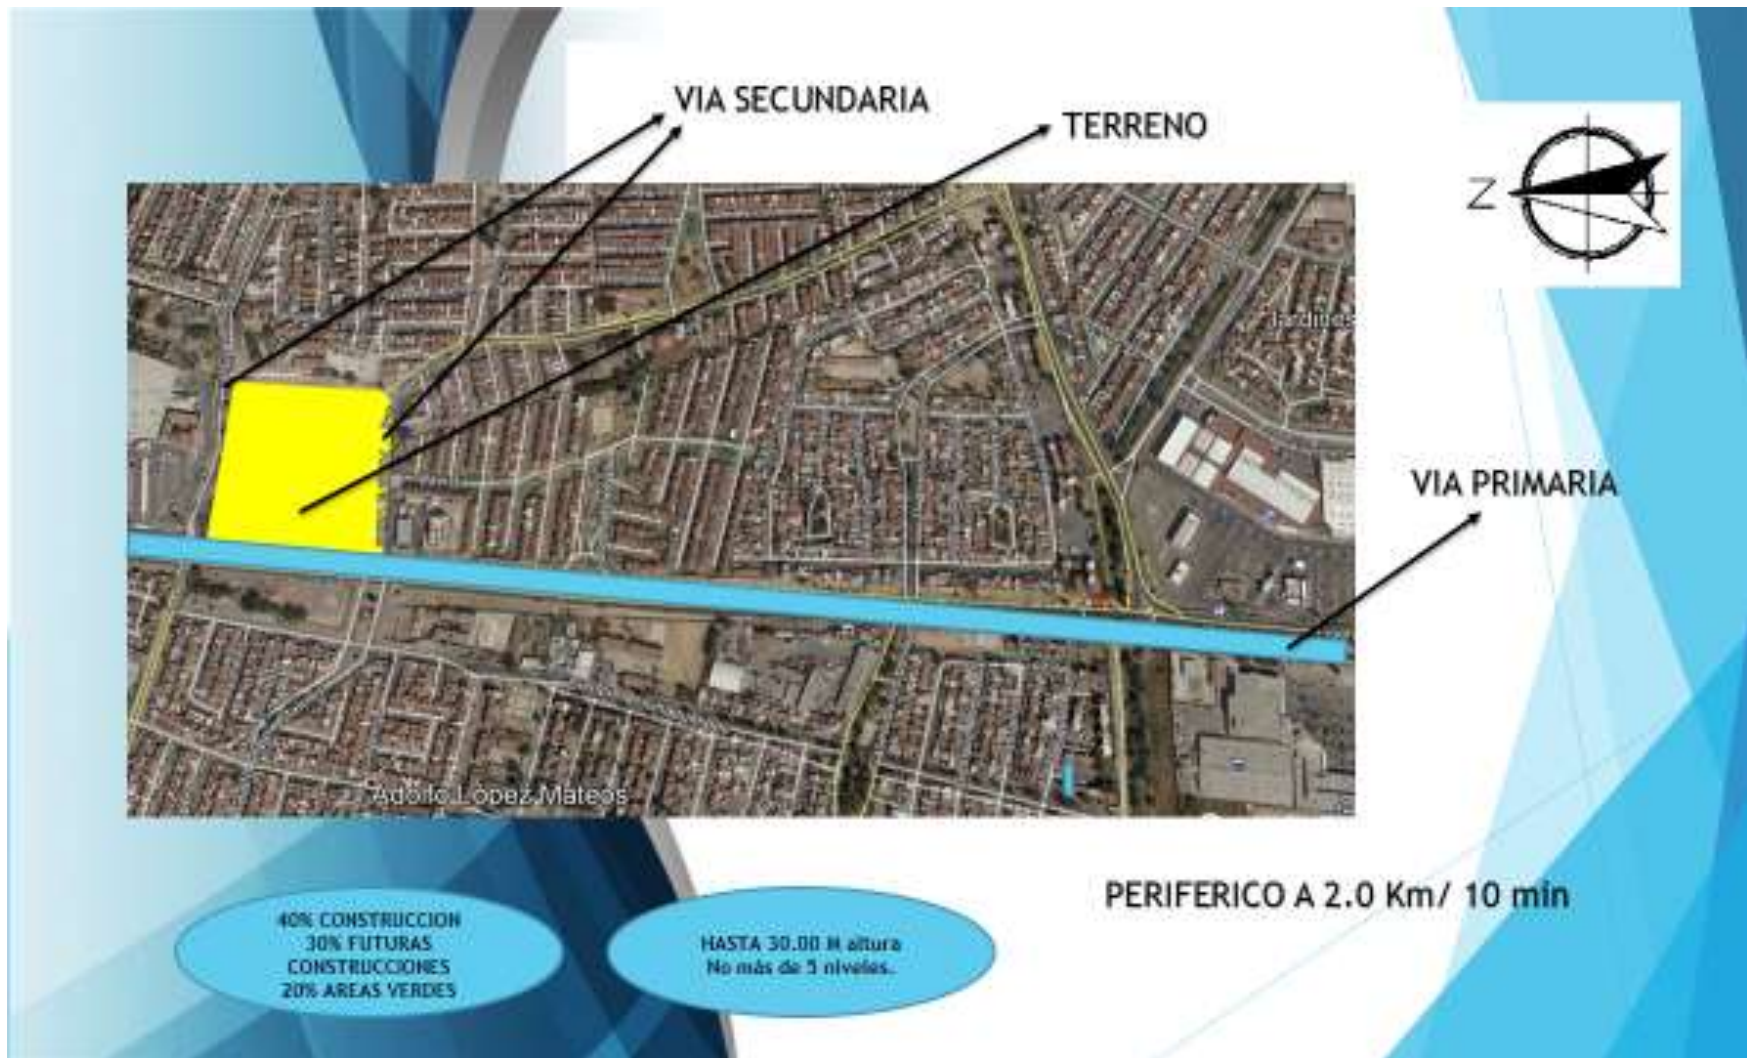 VIA SECUNDARIA
TERRENO
Z
Jardines
VIA PRIMARIA
Adolfo López Mateos
PERIFERICO A 2.0 Km/ 10 min
40% CONSTRUCCION
30% FUTURAS
CONSTRUCCIONES
20% AREAS VERDES
HASTA 30.00 M altura
No más de 5 niveles.